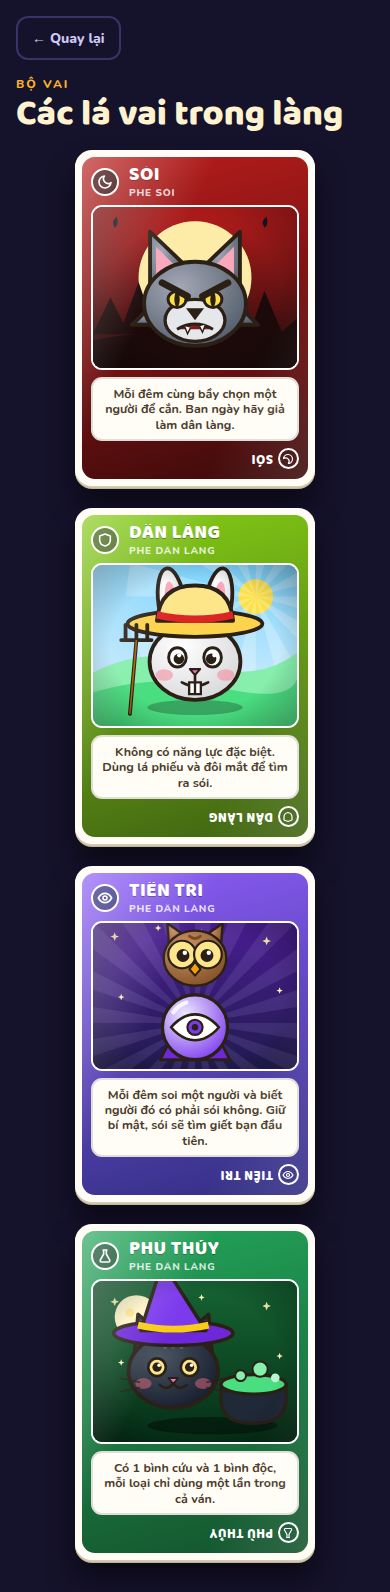 ← Quay lại
BỘ VAI
Các lá vai trong làng
SÓI
PHE SÓI
Mỗi đêm cùng bầy chọn một
người để cắn. Ban ngày hãy giả
làm dân làng.
SÓI
DÂN LÀNG
PHE DÂN LÀNG
Không có năng lực đặc biệt.
Dùng lá phiếu và đôi mắt để tìm
ra sói.
DÂN LÀNG
TIÊN TRI
PHE DÂN LÀNG
Mỗi đêm soi một người và biết
người đó có phải sói không. Giữ
bí mật, sói sẽ tìm giết bạn đầu
tiên.
TIÊN TRI
PHÙ THỦY
PHE DÂN LÀNG
Có 1 bình cứu và 1 bình độc,
mỗi loại chỉ dùng một lần trong
cả ván.
PHÙ THỦY